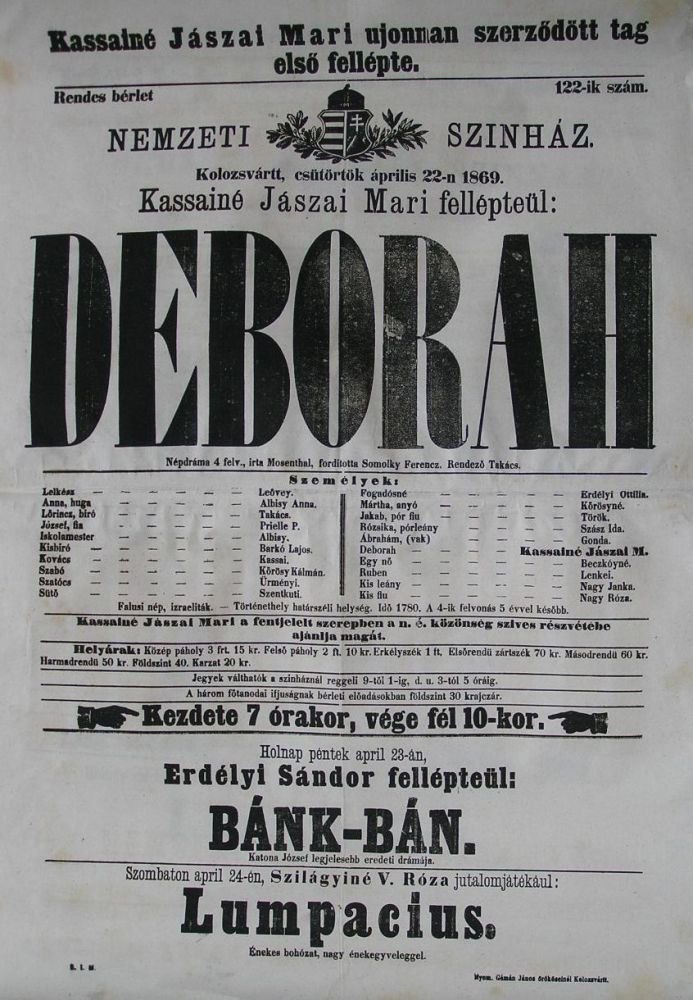 Kassainé Jászai Mari ujonnan szerződött tag
első fellépte.
Rendes bérlet
122-ik szám.
NEMZETI SZINHÁZ.
Kolozsvártt, csütörtök április 22-n 1869.
Kassainé Jászai Mari fellépteül:
DEBORAH
Népdráma 4 felv., irta Mosenthal, forditotta Somolky Ferencz. Rendező Takács.
Személyek:
Lelkész — — — — — Leővey.
Anna, huga — — — — — Albisy Anna.
Lőrincz, biró — — — — — Takács.
József, fia — — — — — Prielle P.
Iskolamester — — — — — Albisy.
Kisbiró — — — — — Barkó Lajos.
Kovács — — — — — Kassai.
Szabó — — — — — Kőrösy Kálmán.
Szatócs — — — — — Ürményi.
Sütő — — — — — Szentkuti.
Fogadósné — — — — — Erdélyi Ottilia.
Mártha, anyó — — — — — Kőrösyné.
Jakab, pór fiu — — — — — Török.
Rózsika, pórleány — — — — — Szász Ida.
Ábrahám, (vak) — — — — — Gonda.
Deborah — — — — Kassainé Jászai M.
Egy nő — — — — — Beczkóyné.
Ruben — — — — — Lenkei.
Kis leány — — — — — Nagy Janka.
Kis fiu — — — — — Nagy Róza.
Falusi nép, izraeliták. — Történethely határszéli helység. Idő 1780. A 4-ik felvonás 5 évvel később.
Kassainé Jászai Mari a fentjelelt szerepben a n. é. közönség szives részvétébe
ajánlja magát.
Helyárak: Közép páholy 3 frt. 15 kr. Felső páholy 2 ft. 10 kr. Erkélyszék 1 ft. Elsőrendü zártszék 70 kr. Másodrendü 60 kr.
Harmadrendü 50 kr. Földszint 40. Karzat 20 kr.
Jegyek válthatók a szinháznál reggeli 9-től 1-ig, d. u. 3-tól 5 óráig.
A három főtanodai ifjuságnak bérleti előadásokban földszint 30 krajczár.
Kezdete 7 órakor, vége fél 10-kor.
Holnap péntek april 23-án,
Erdélyi Sándor fellépteül:
BÁNK-BÁN.
Katona József legjelesebb eredeti drámája.
Szombaton april 24-én, Szilágyiné V. Róza jutalomjátékául:
Lumpacius.
Énekes bohózat, nagy énekegyveleggel.
B. I. M.
Nyom. Gámán János örököseinél Kolozsvártt.